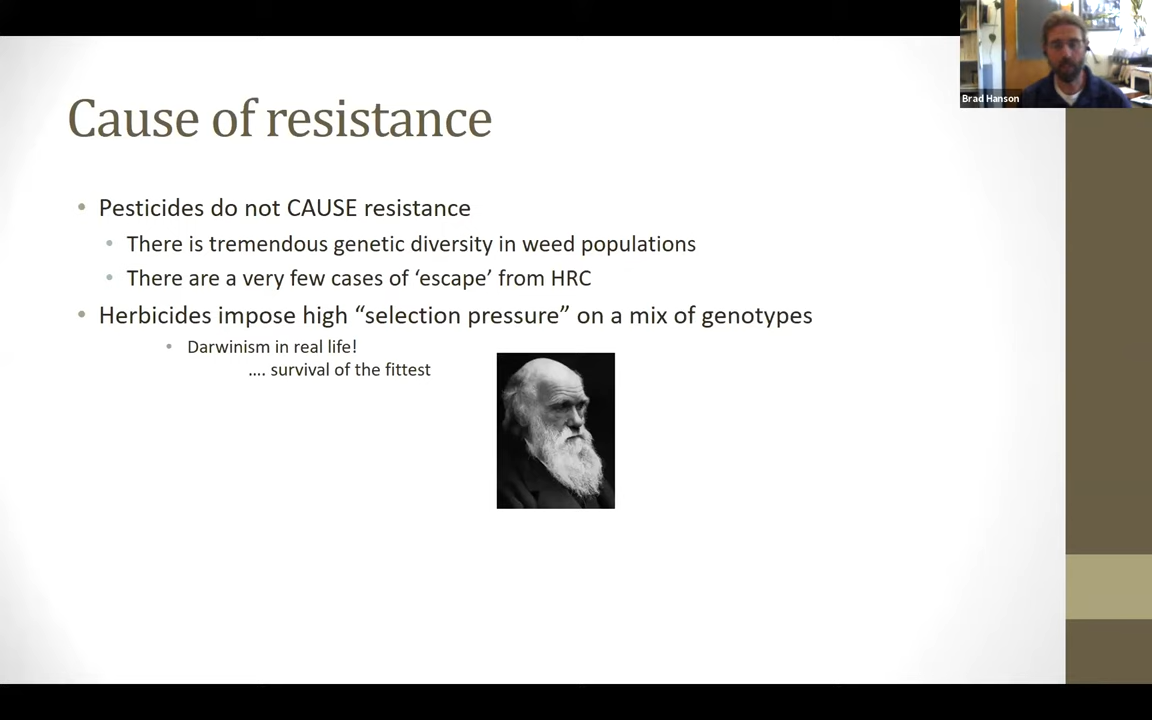 Brad Hanson
Cause of resistance
• Pesticides do not CAUSE resistance
• There is tremendous genetic diversity in weed populations
• There are a very few cases of ‘escape’ from HRC
• Herbicides impose high “selection pressure” on a mix of genotypes
• Darwinism in real life!
.... survival of the fittest